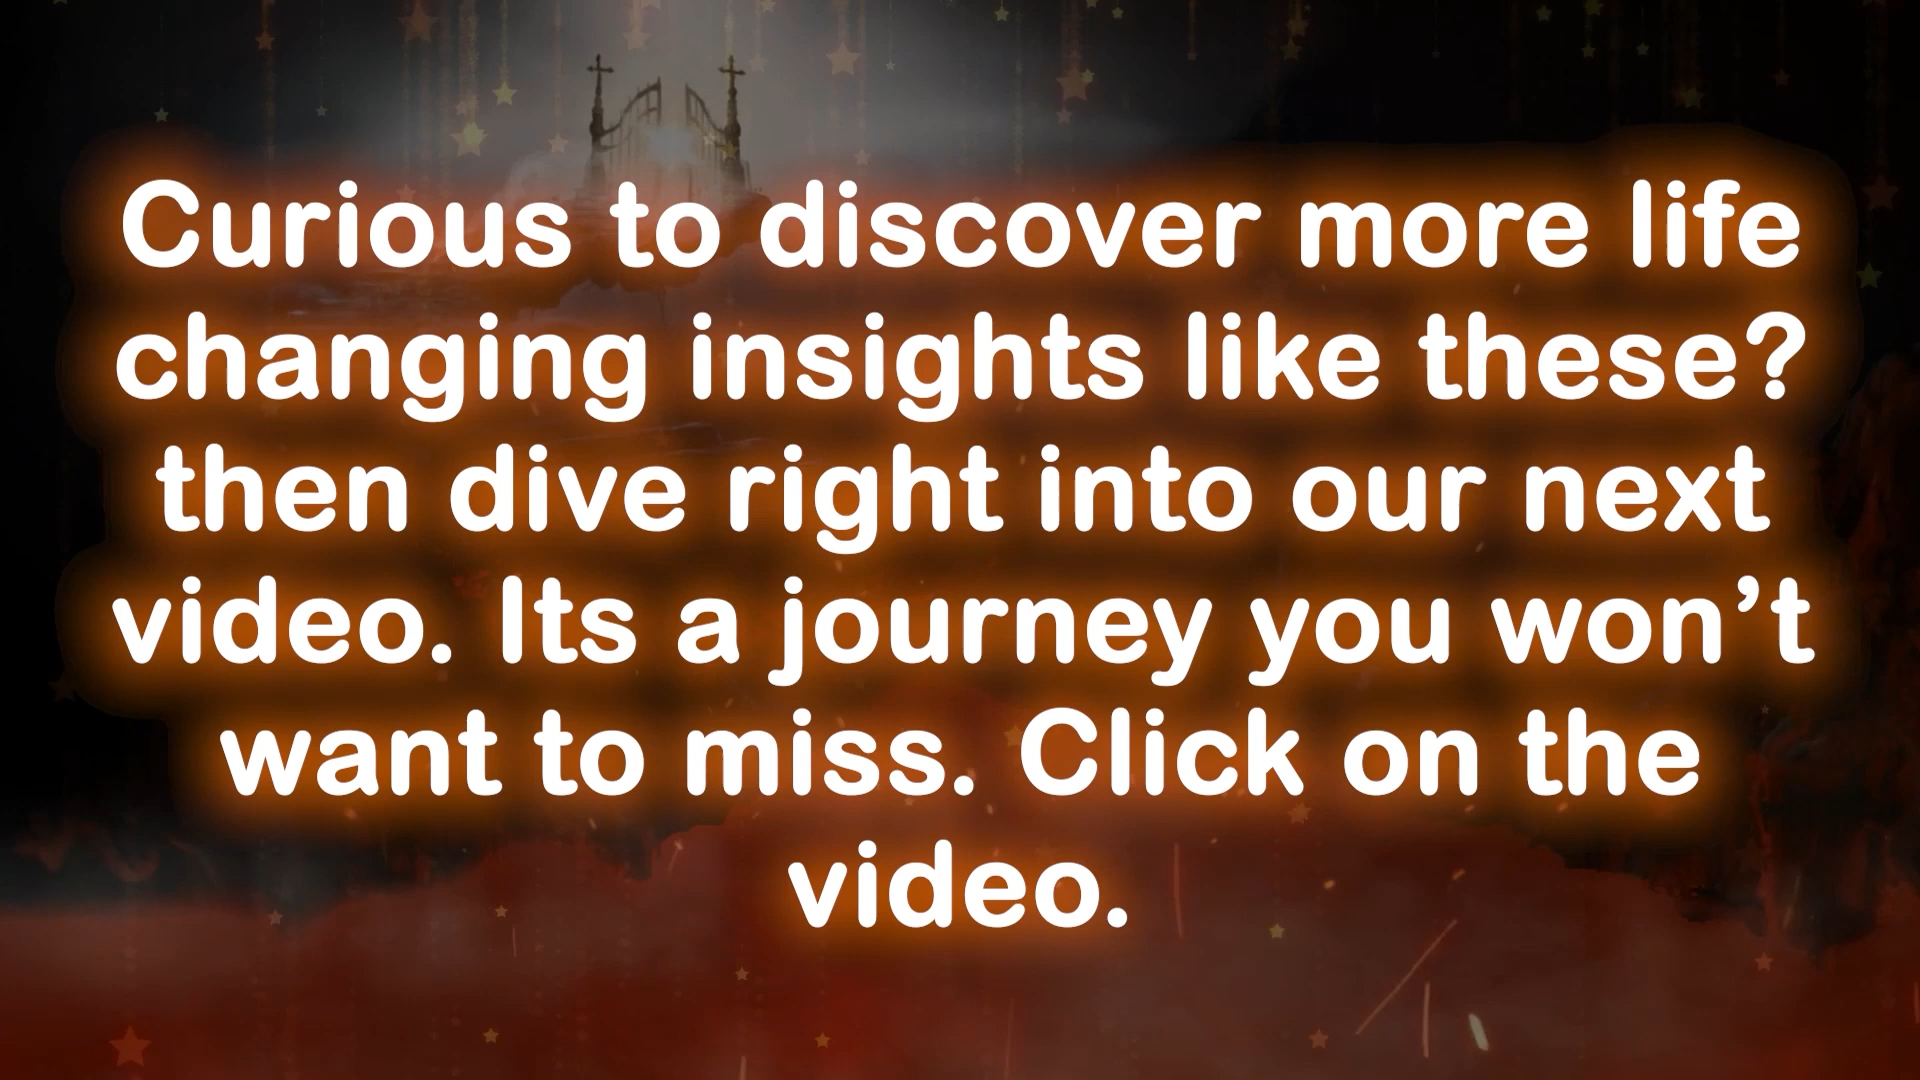 Curious to discover more life
changing insights like these?
then dive right into our next
video. Its a journey you won’t
want to miss. Click on the
video.